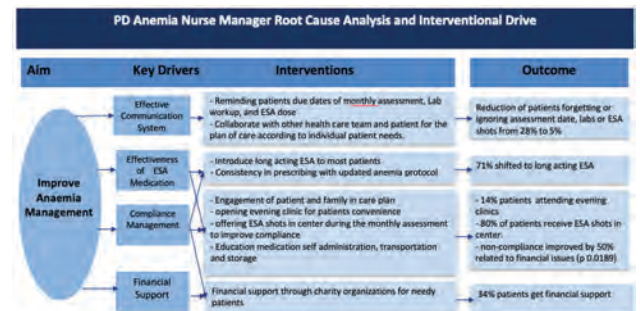 PD Anemia Nurse Manager Root Cause Analysis and Interventional Drive
Aim
Key Drivers
Interventions
Outcome
Improve
Anaemia
Management
Effective
Communication
System
- Reminding patients due dates of monthly assessment, Lab
workup, and ESA dose
- Collaborate with other health care team and patient for the
plan of care according to individual patient needs.
Reduction of patients forgetting or
ignoring assessment date, labs or ESA
shots from 28% to 5%
Effectiveness
of ESA
Medication
- Introduce long acting ESA to most patients
- Consistency in prescribing with updated anemia protocol
71% shifted to long acting ESA
Compliance
Management
- Engagement of patient and family in care plan
- opening evening clinic for patients convenience
- offering ESA shots in center during the monthly assessment
to improve compliance
- Education medication self administration, transportation
and storage
- 14% patients attending evening
clinics
- 80% of patients receive ESA shots in
center.
- non-compliance improved by 50%
related to financial issues (p 0.0189)
Financial
Support
Financial support through charity organizations for needy
patients
34% patients get financial support